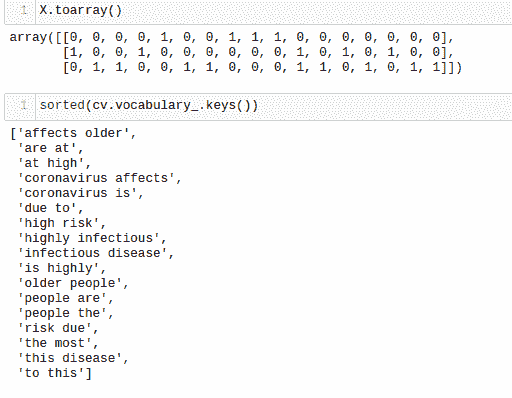 1 X.toarray()
array([[0, 0, 0, 0, 1, 0, 0, 1, 1, 1, 0, 0, 0, 0, 0, 0, 0],
[1, 0, 0, 1, 0, 0, 0, 0, 0, 0, 1, 0, 1, 0, 1, 0, 0],
[0, 1, 1, 0, 0, 1, 1, 0, 0, 0, 1, 1, 0, 1, 0, 1, 1]])
1 sorted(cv.vocabulary_.keys())
['affects older',
'are at',
'at high',
'coronavirus affects',
'coronavirus is',
'due to',
'high risk',
'highly infectious',
'infectious disease',
'is highly',
'older people',
'people are',
'people the',
'risk due',
'the most',
'this disease',
'to this']